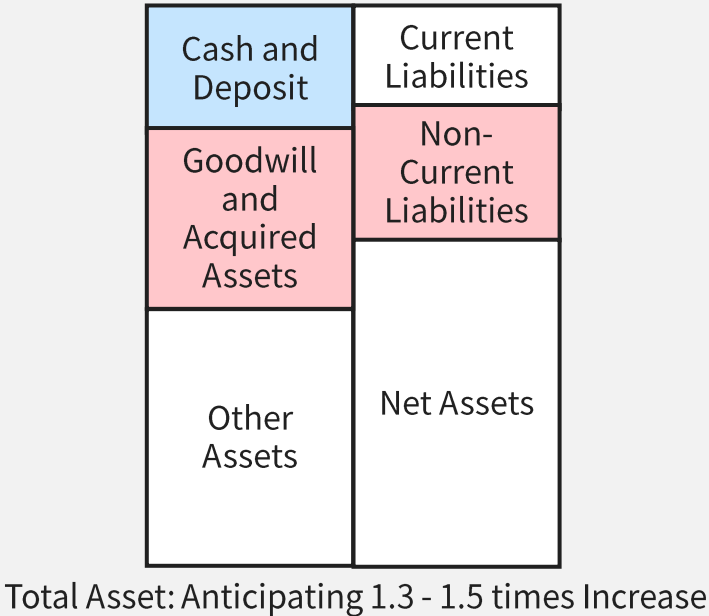 Cash and
Deposit
Goodwill
and
Acquired
Assets
Other
Assets
Current
Liabilities
Non-
Current
Liabilities
Net Assets
Total Asset: Anticipating 1.3 - 1.5 times Increase